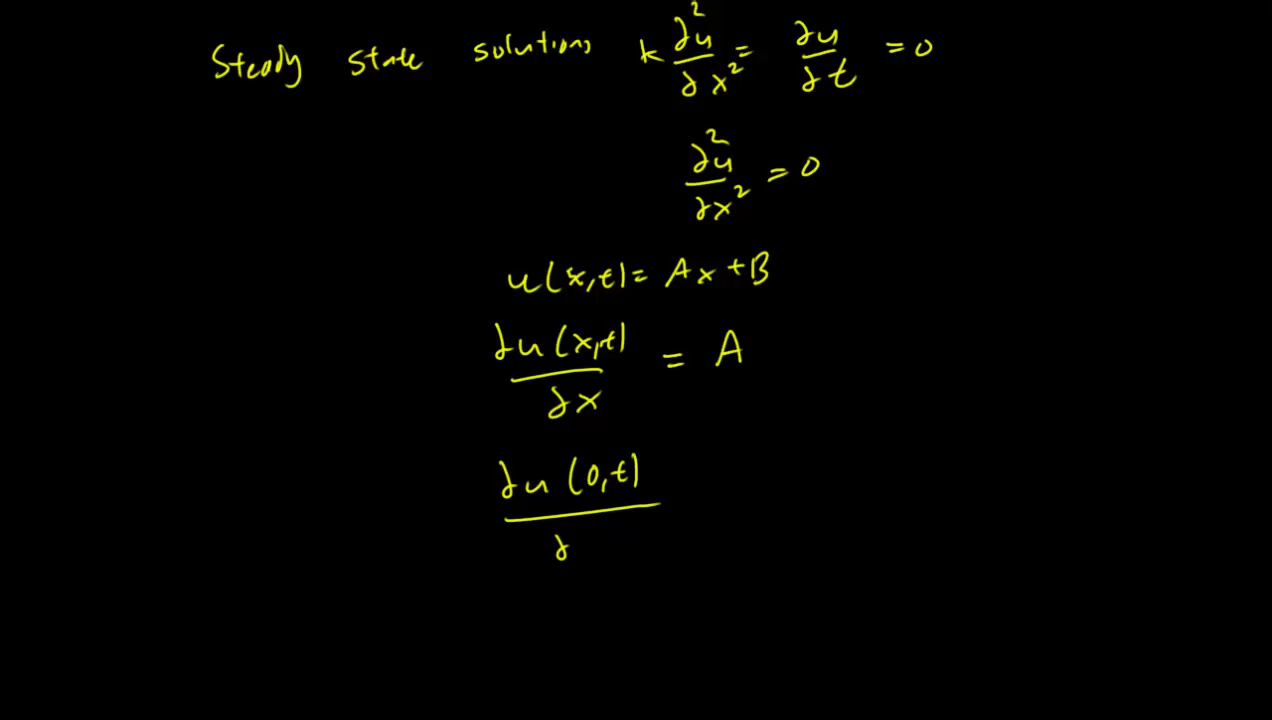 Steady state solutions k ∂²u/∂x² = ∂u/∂t = 0
∂²u/∂x² = 0
u(x,t) = Ax + B
∂u(x,t)/∂x = A
∂u(0,t)/∂